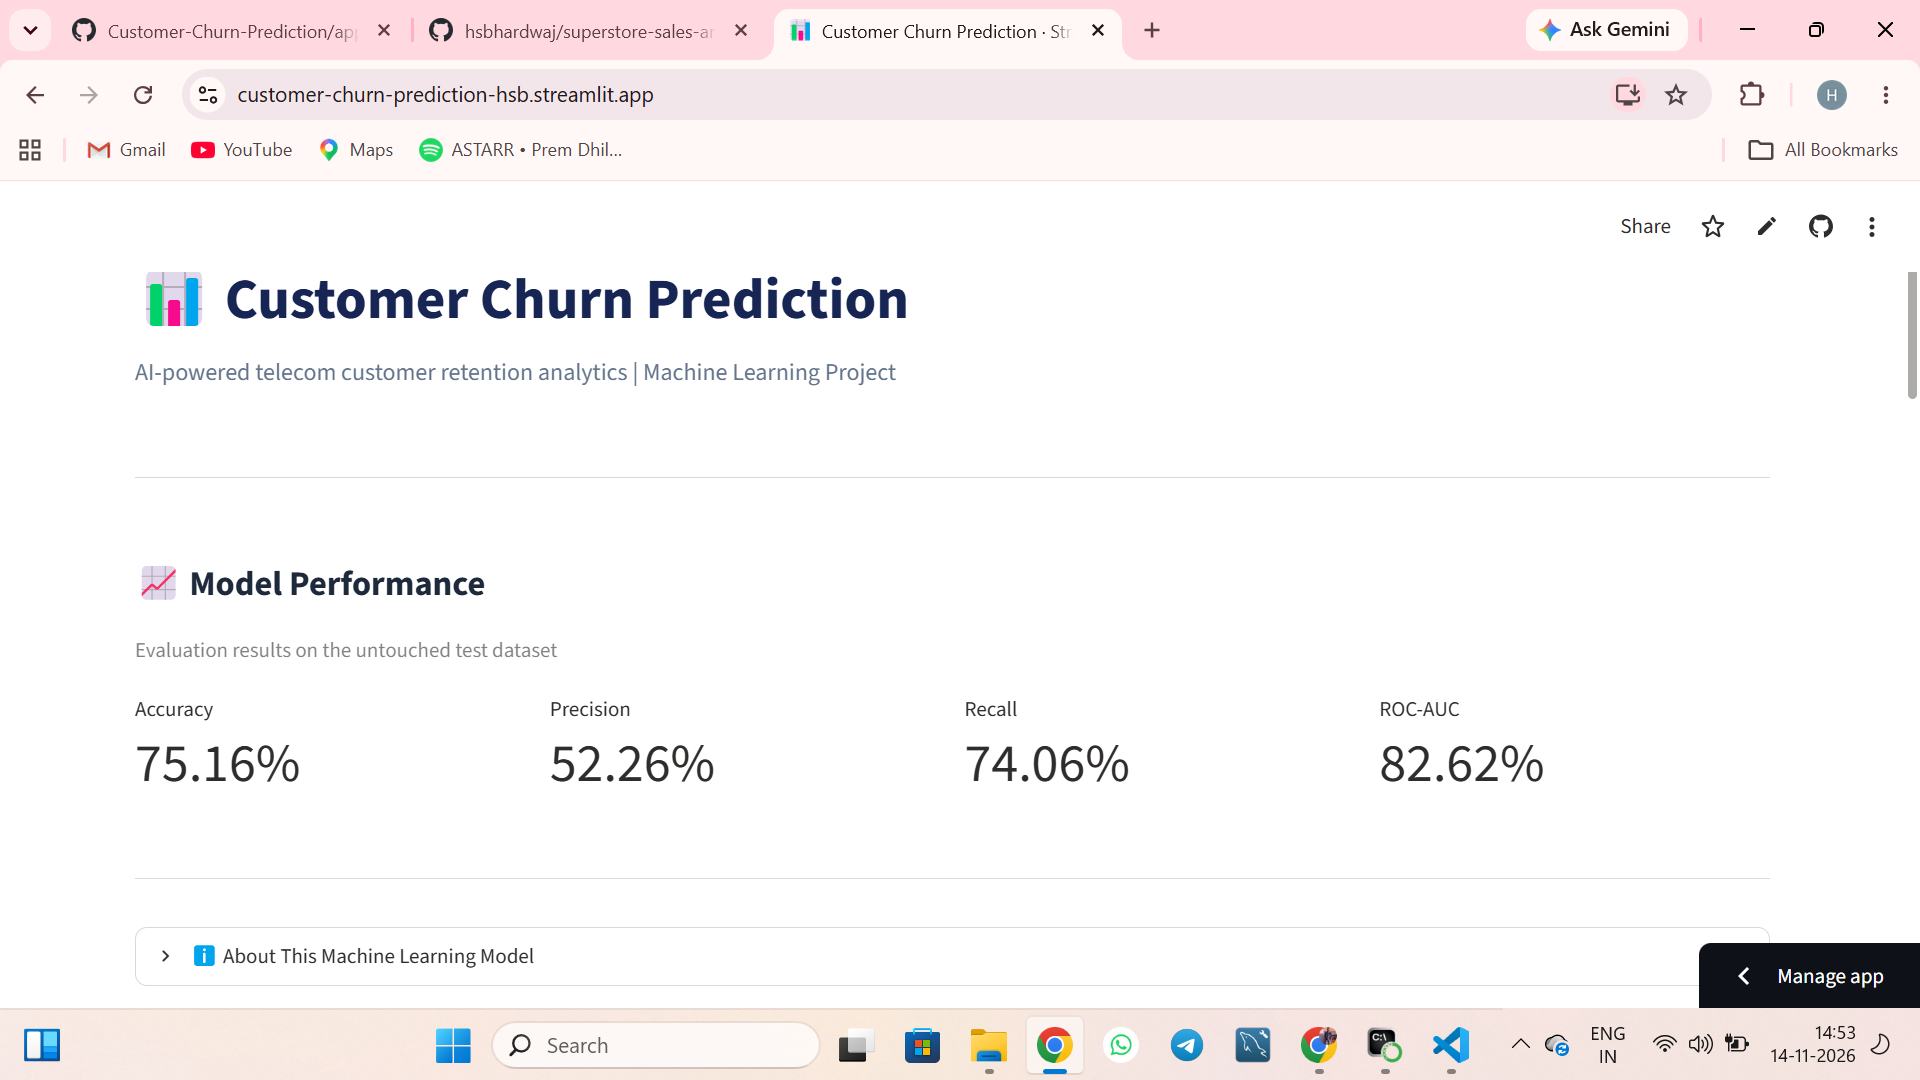 Customer-Churn-Prediction/app
hsbhardwaj/superstore-sales-ar
Customer Churn Prediction · Str
Ask Gemini
customer-churn-prediction-hsb.streamlit.app
H
Gmail
YouTube
Maps
ASTARR • Prem Dhil...
All Bookmarks
Share
Customer Churn Prediction
AI-powered telecom customer retention analytics | Machine Learning Project
Model Performance
Evaluation results on the untouched test dataset
Accuracy
75.16%
Precision
52.26%
Recall
74.06%
ROC-AUC
82.62%
About This Machine Learning Model
Manage app
Search
ENG
IN
14:53
14-11-2026